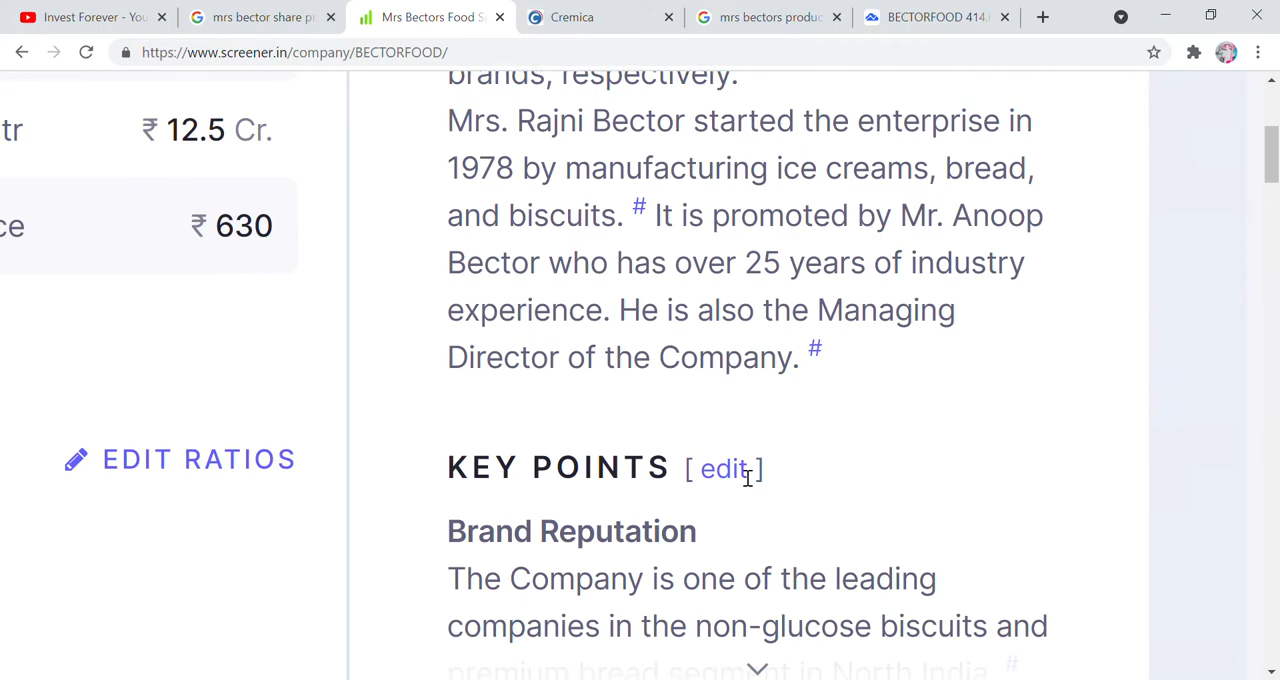 Invest Forever - You
mrs bector share pr
Mrs Bectors Food S
Cremica
mrs bectors produc
BECTORFOOD 414.
https://www.screener.in/company/BECTORFOOD/
tr ₹ 12.5 Cr.
ce ₹ 630
EDIT RATIOS
brands, respectively.
Mrs. Rajni Bector started the enterprise in
1978 by manufacturing ice creams, bread,
and biscuits. # It is promoted by Mr. Anoop
Bector who has over 25 years of industry
experience. He is also the Managing
Director of the Company. #
KEY POINTS [ edit ]
Brand Reputation
The Company is one of the leading
companies in the non-glucose biscuits and
premium bread segment in North India. #